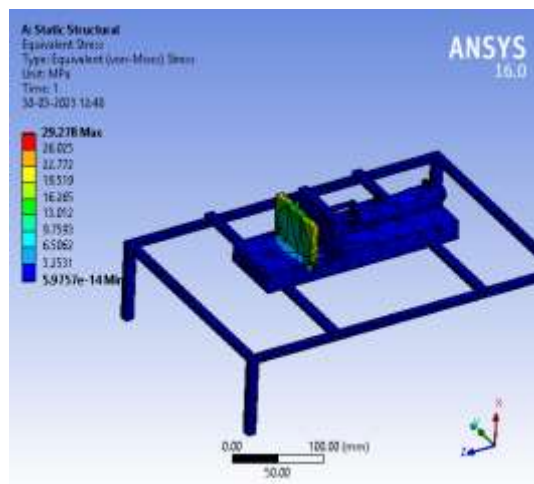 A: Static Structural
Equivalent Stress
Type: Equivalent (von-Mises) Stress
Unit: MPa
Time: 1
ANSYS
16.0
29.278 Max
26.025
22.772
19.519
16.265
13.012
9.7593
6.5062
3.2531
5.9757e-14 Min
0.00
100.00 (mm)
50.00
X
Z